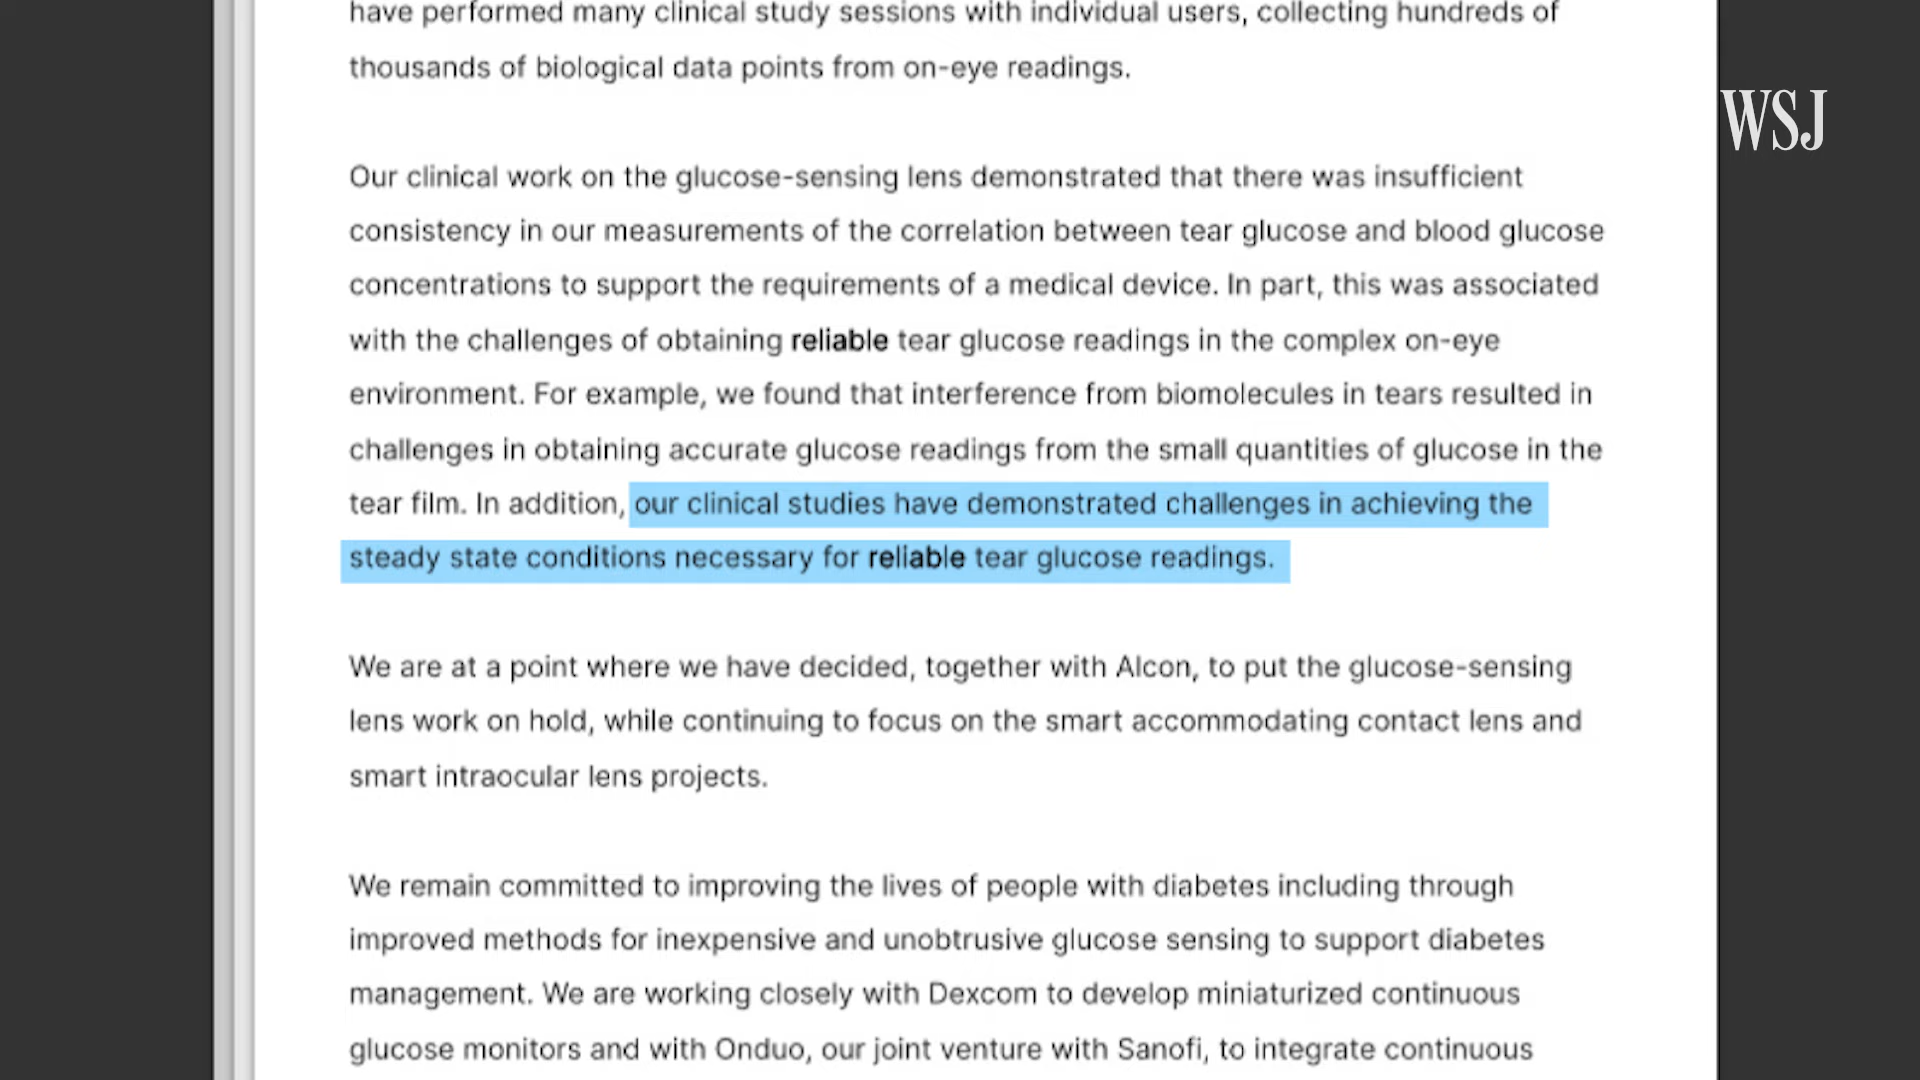 have performed many clinical study sessions with individual users, collecting hundreds of
thousands of biological data points from on-eye readings.
WSJ
Our clinical work on the glucose-sensing lens demonstrated that there was insufficient
consistency in our measurements of the correlation between tear glucose and blood glucose
concentrations to support the requirements of a medical device. In part, this was associated
with the challenges of obtaining reliable tear glucose readings in the complex on-eye
environment. For example, we found that interference from biomolecules in tears resulted in
challenges in obtaining accurate glucose readings from the small quantities of glucose in the
tear film. In addition, our clinical studies have demonstrated challenges in achieving the
steady state conditions necessary for reliable tear glucose readings.
We are at a point where we have decided, together with Alcon, to put the glucose-sensing
lens work on hold, while continuing to focus on the smart accommodating contact lens and
smart intraocular lens projects.
We remain committed to improving the lives of people with diabetes including through
improved methods for inexpensive and unobtrusive glucose sensing to support diabetes
management. We are working closely with Dexcom to develop miniaturized continuous
glucose monitors and with Onduo, our joint venture with Sanofi, to integrate continuous